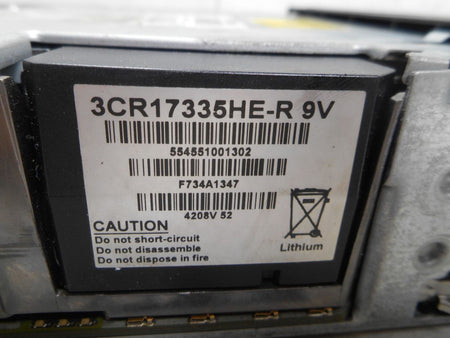 3CR17335HE-R 9V
554551001302
F734A1347
4208V 52
CAUTION
Do not short-circuit
Do not disassemble
Do not dispose in fire
Lithium